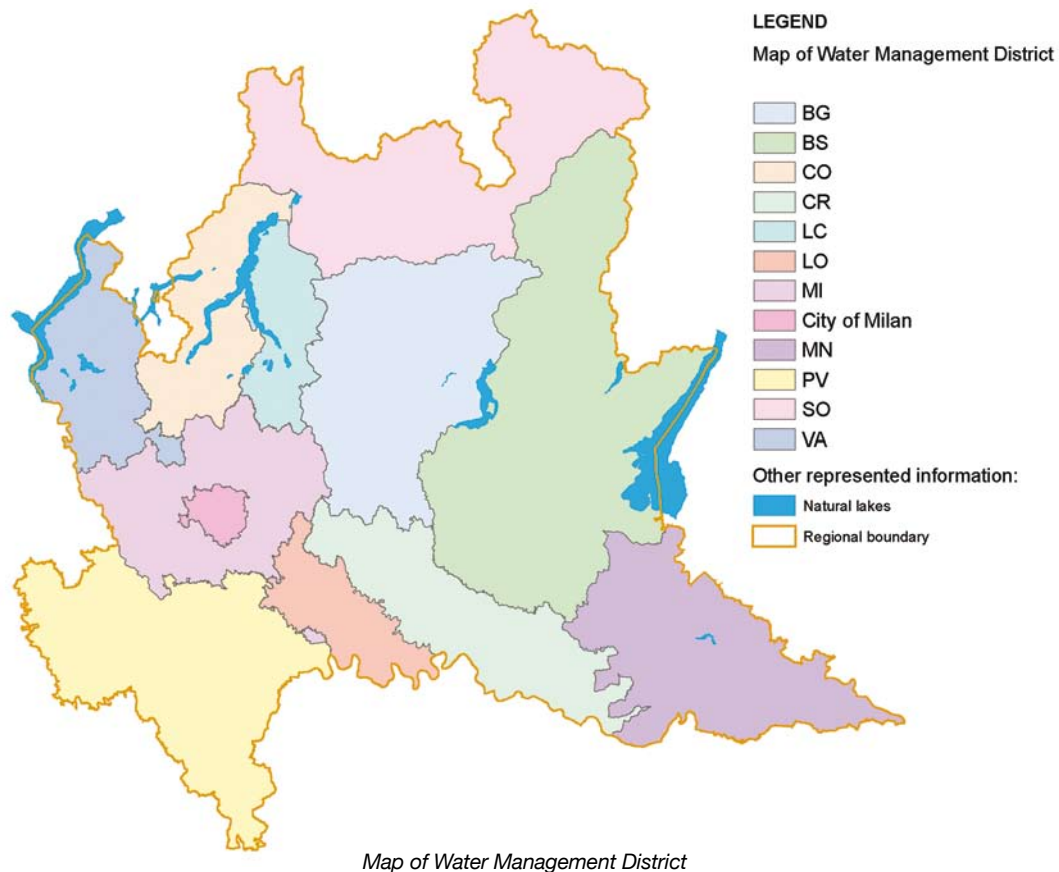 LEGEND
Map of Water Management District
BG
BS
CO
CR
LC
LO
MI
City of Milan
MN
PV
SO
VA
Other represented information:
Natural lakes
Regional boundary
Map of Water Management District